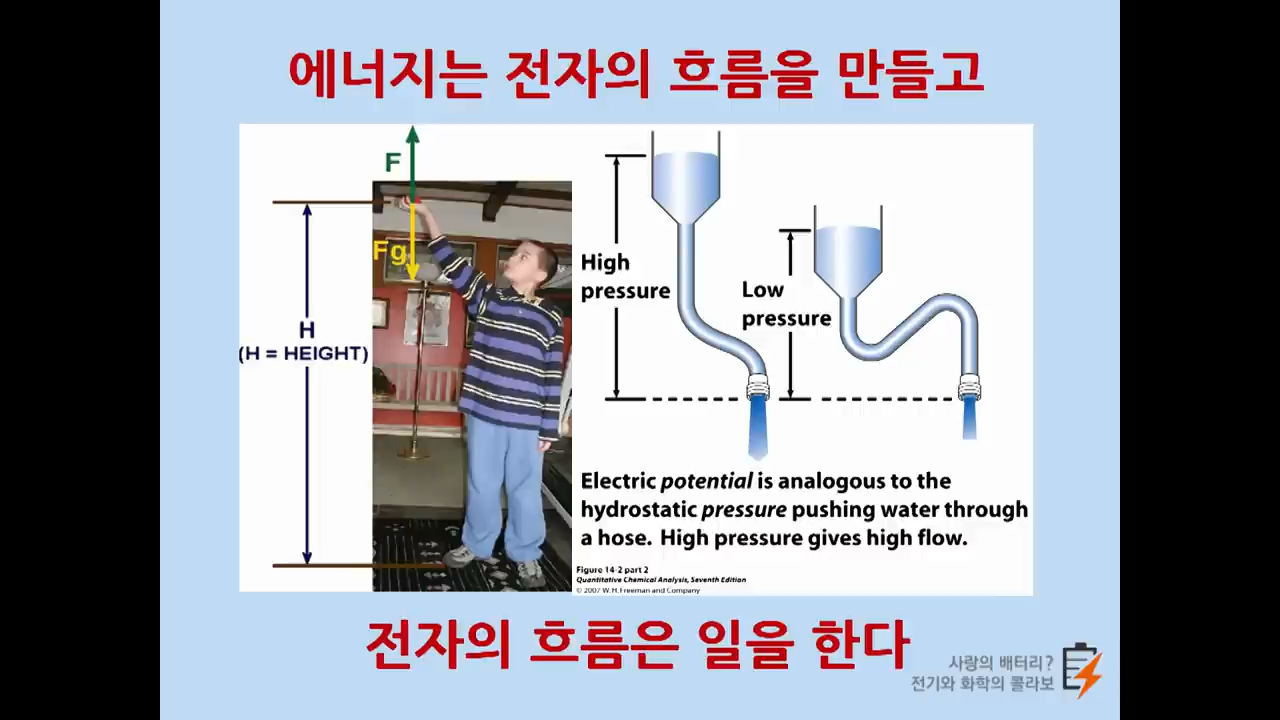 에너지는 전자의 흐름을 만들고
F
Fg
H
(H = HEIGHT)
High
pressure
Low
pressure
Electric potential is analogous to the
hydrostatic pressure pushing water through
a hose. High pressure gives high flow.
Figure 14-2 part 2
Quantitative Chemical Analysis, Seventh Edition
© 2007 W. H. Freeman and Company
전자의 흐름은 일을 한다
사랑의 배터리?
전기와 화학의 콜라보